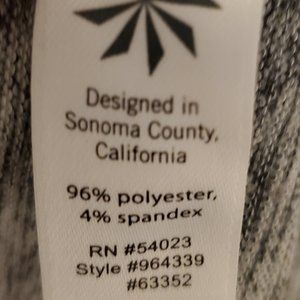 Designed in
Sonoma County,
California
96% polyester,
4% spandex
RN #54023
Style #964339
#63352